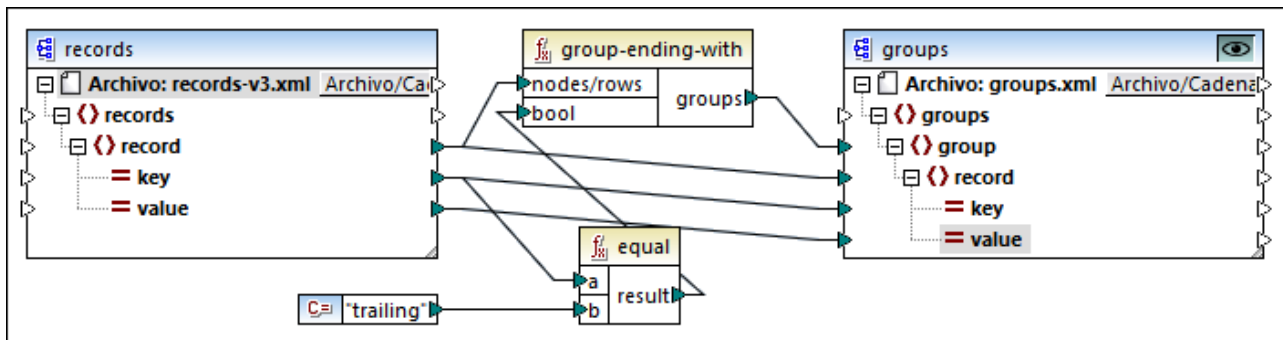 records
Archivo: records-v3.xml Archivo/Ca
records
record
= key
= value
group-ending-with
nodes/rows
bool
groups
equal
a
b
result
C= "trailing"
groups
Archivo: groups.xml Archivo/Cadena
groups
group
record
= key
= value